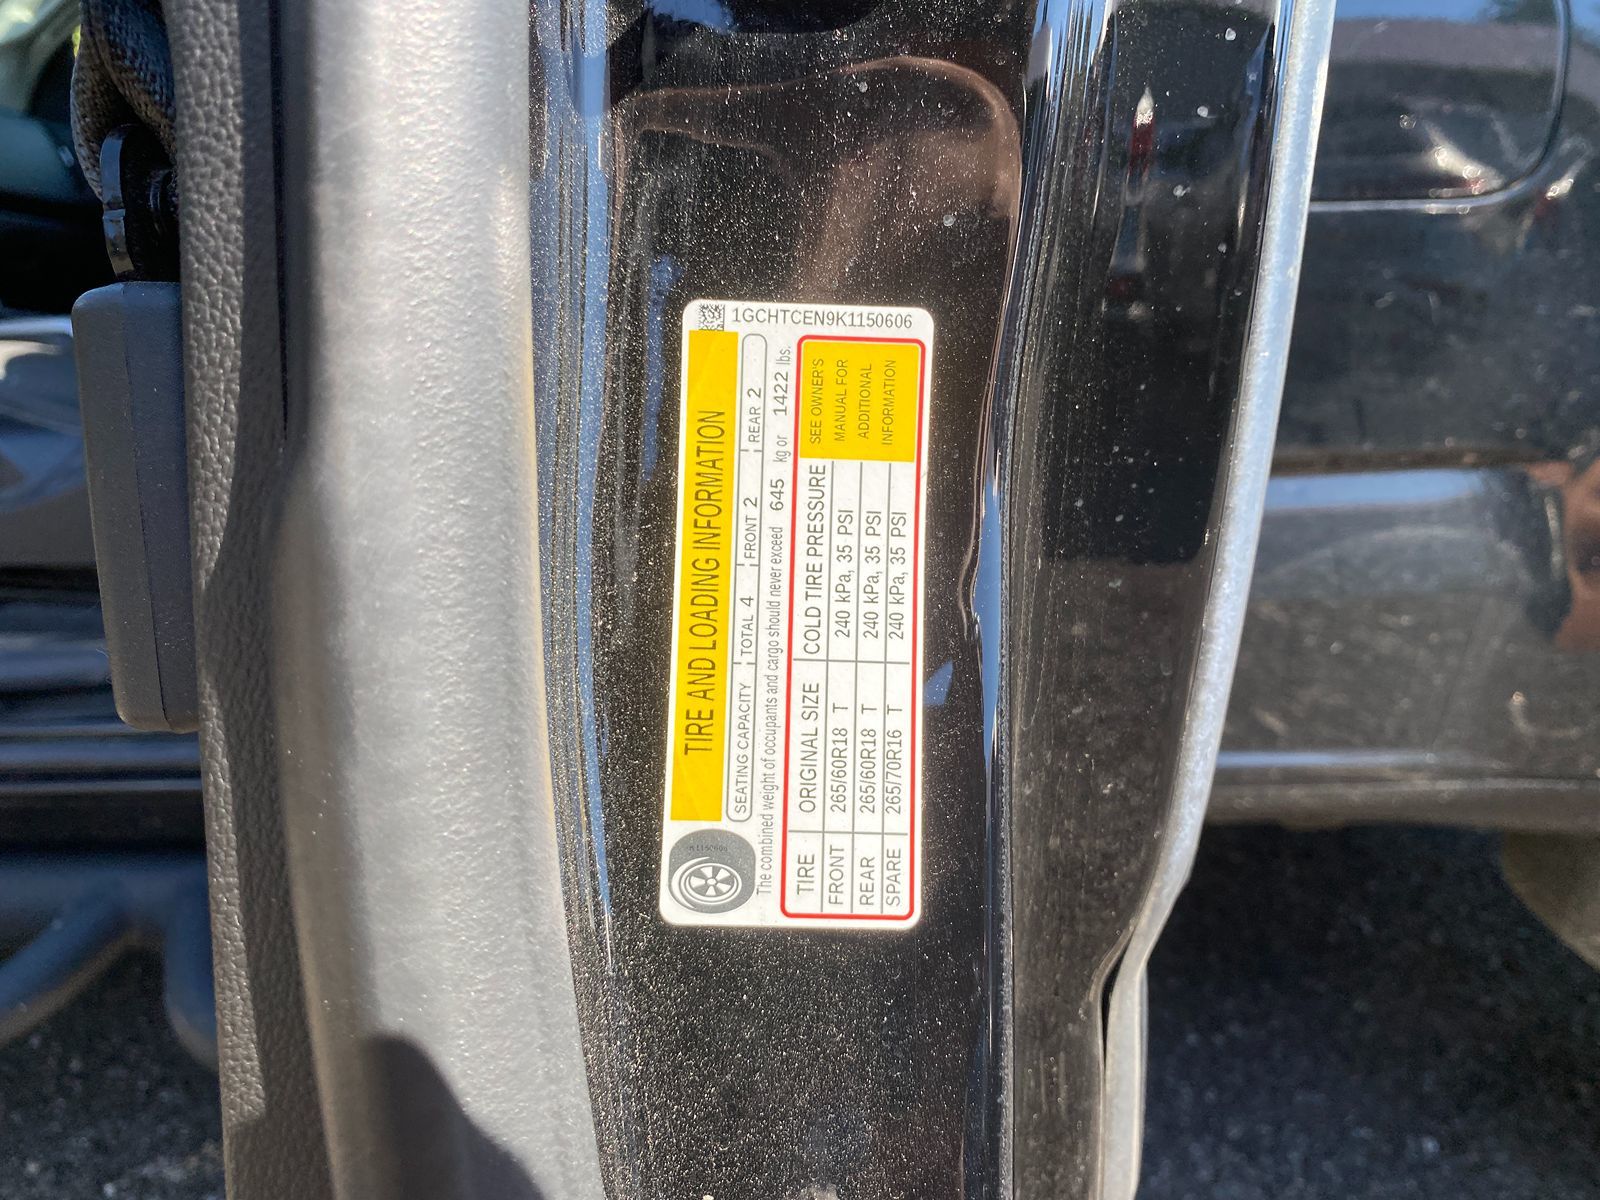 1GCHTCEN9K1150606
TIRE AND LOADING INFORMATION
SEATING CAPACITY TOTAL 4 FRONT 2 REAR 2
The combined weight of occupants and cargo should never exceed 645 kg or 1422 lbs.
TIRE ORIGINAL SIZE COLD TIRE PRESSURE
FRONT 265/60R18 T 240 kPa, 35 PSI
REAR 265/60R18 T 240 kPa, 35 PSI
SPARE 265/70R16 T 240 kPa, 35 PSI
SEE OWNER'S
MANUAL FOR
ADDITIONAL
INFORMATION